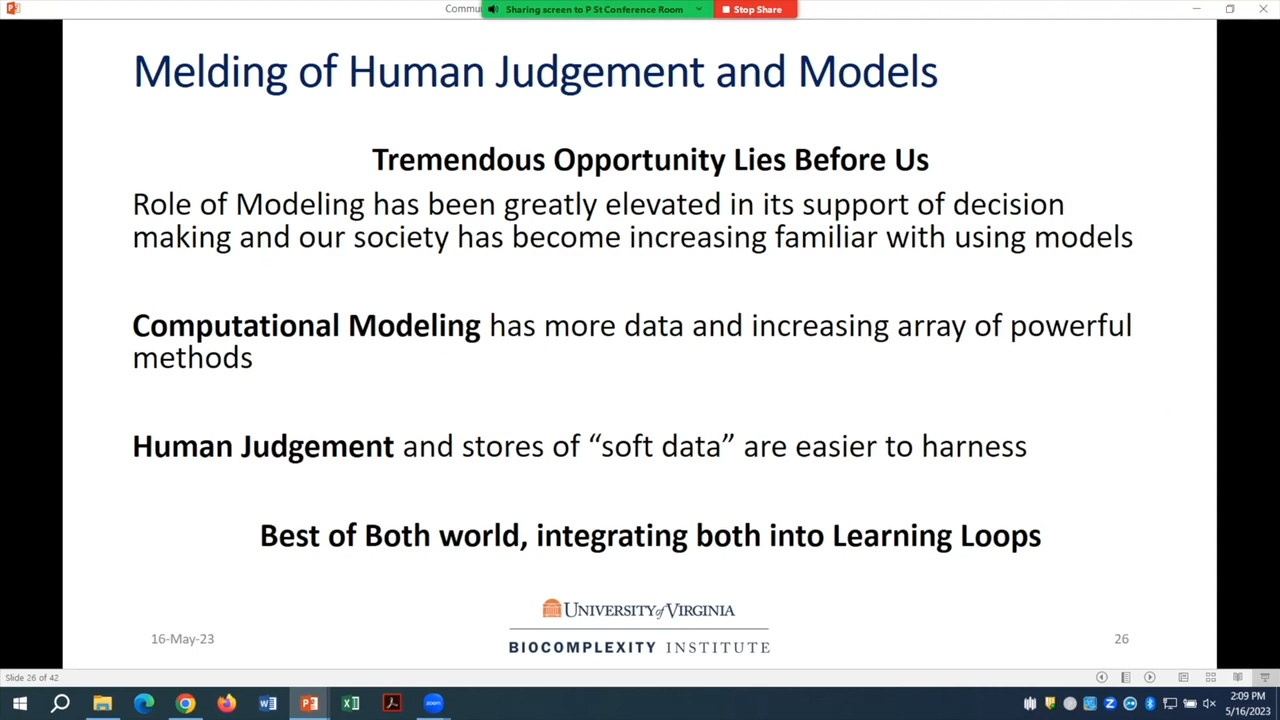 Commu
Sharing screen to P St Conference Room
Stop Share
Melding of Human Judgement and Models
Tremendous Opportunity Lies Before Us
Role of Modeling has been greatly elevated in its support of decision
making and our society has become increasing familiar with using models
Computational Modeling has more data and increasing array of powerful
methods
Human Judgement and stores of “soft data” are easier to harness
Best of Both world, integrating both into Learning Loops
UNIVERSITY of VIRGINIA
BIOCOMPLEXITY INSTITUTE
16-May-23
26
Slide 26 of 42
zoom
2:09 PM
5/16/2023